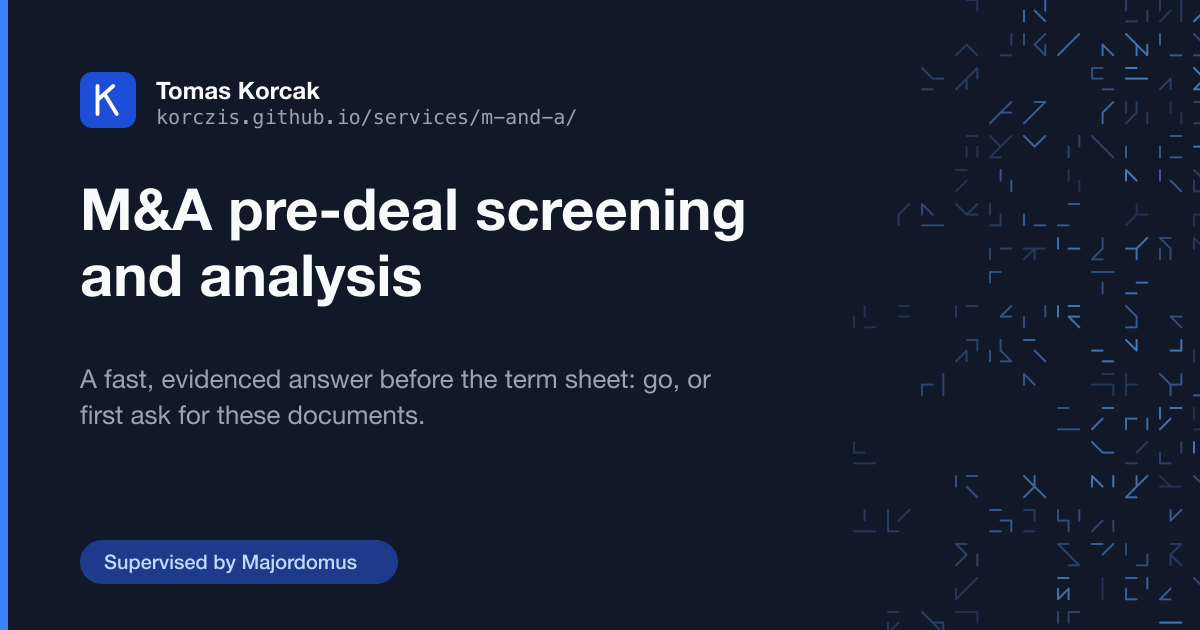 K
Tomas Korcak
korczis.github.io/services/m-and-a/
M&A pre-deal screening
and analysis
A fast, evidenced answer before the term sheet: go, or
first ask for these documents.
Supervised by Majordomus